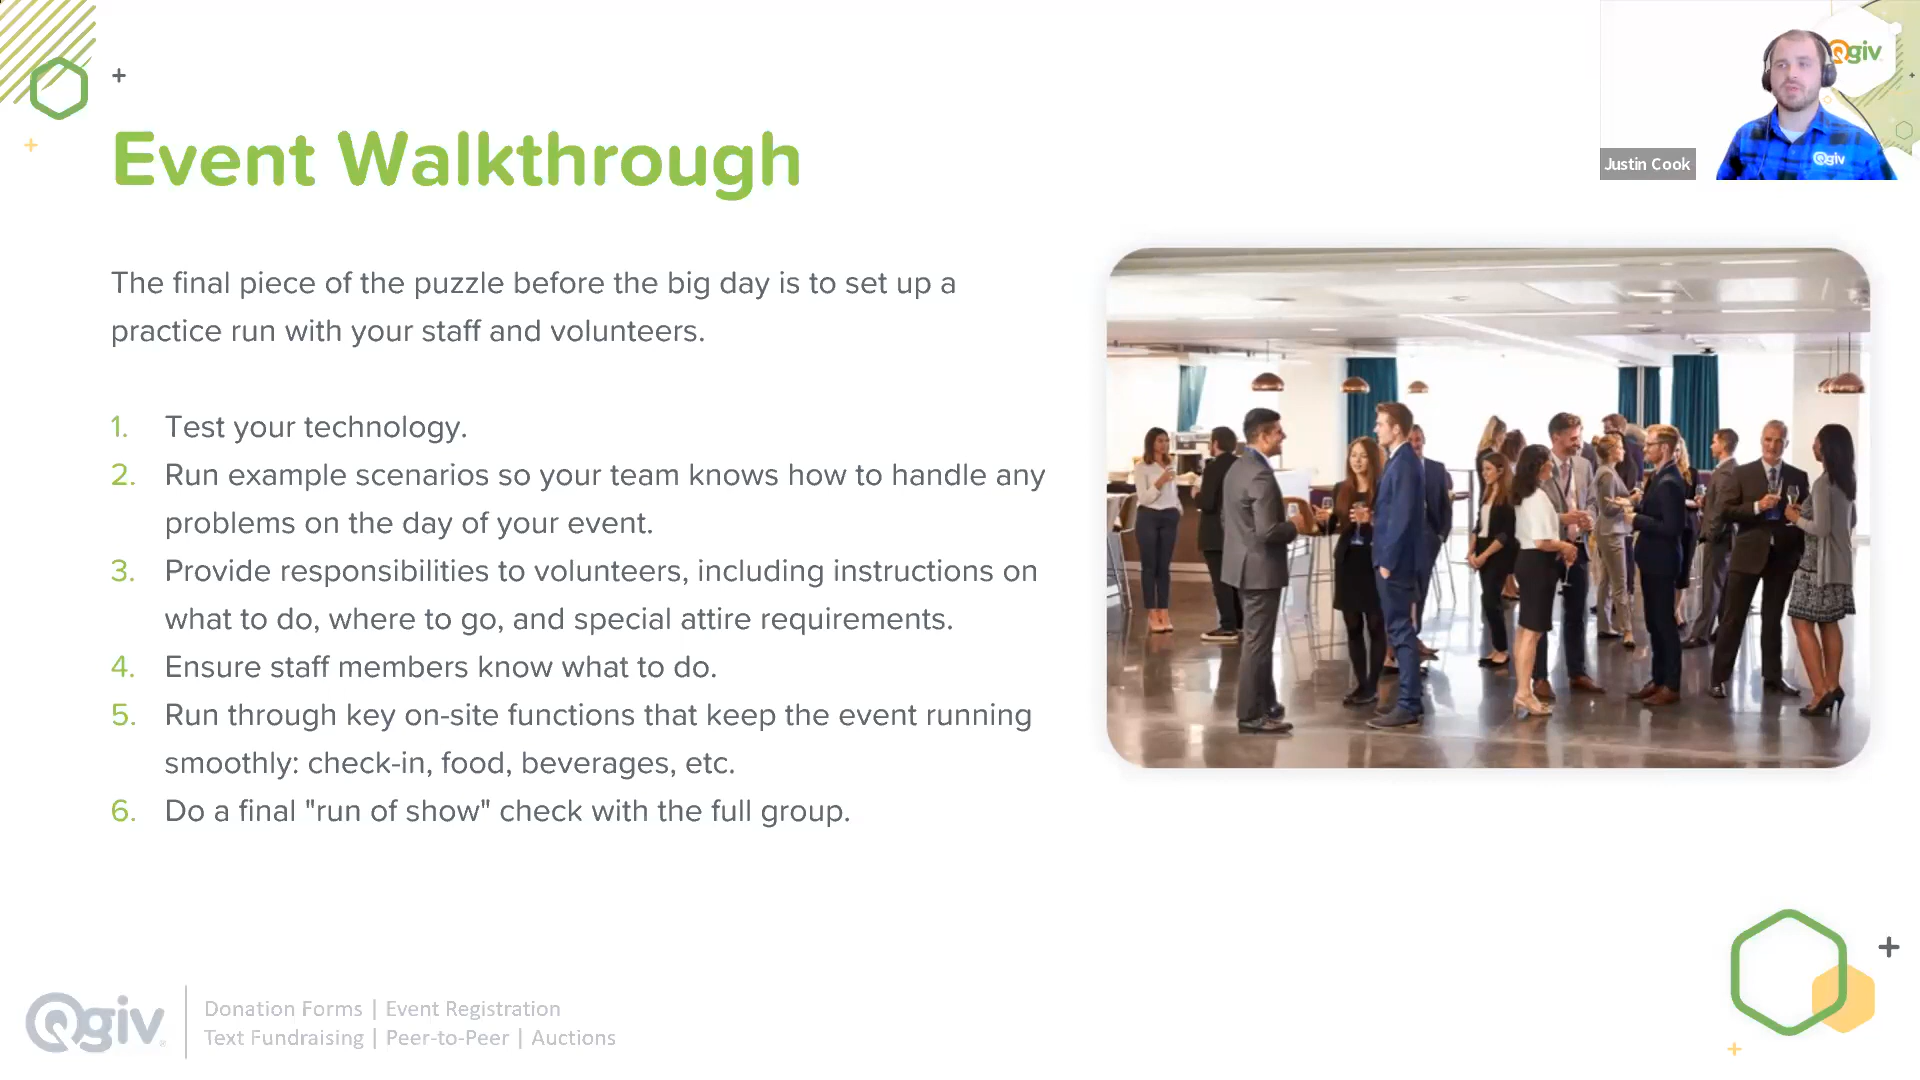 Qgiv
Qgiv
Justin Cook
Event Walkthrough
The final piece of the puzzle before the big day is to set up a
practice run with your staff and volunteers.
1. Test your technology.
2. Run example scenarios so your team knows how to handle any
problems on the day of your event.
3. Provide responsibilities to volunteers, including instructions on
what to do, where to go, and special attire requirements.
4. Ensure staff members know what to do.
5. Run through key on-site functions that keep the event running
smoothly: check-in, food, beverages, etc.
6. Do a final "run of show" check with the full group.
Qgiv
Donation Forms | Event Registration
Text Fundraising | Peer-to-Peer | Auctions